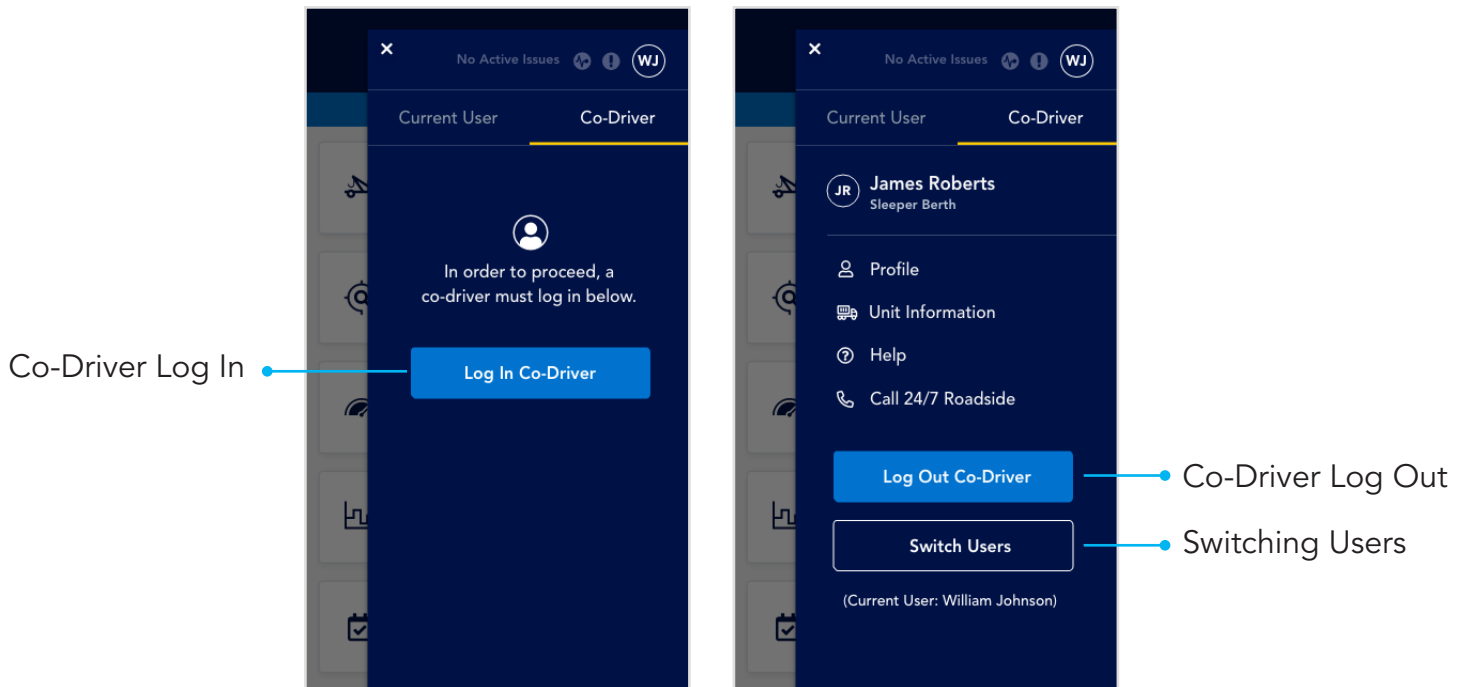 No Active Issues WJ
Current User Co-Driver
In order to proceed, a
co-driver must log in below.
Log In Co-Driver
Co-Driver Log In
No Active Issues WJ
Current User Co-Driver
JR James Roberts
Sleeper Berth
Profile
Unit Information
Help
Call 24/7 Roadside
Log Out Co-Driver
Co-Driver Log Out
Switch Users
Switching Users
(Current User: William Johnson)